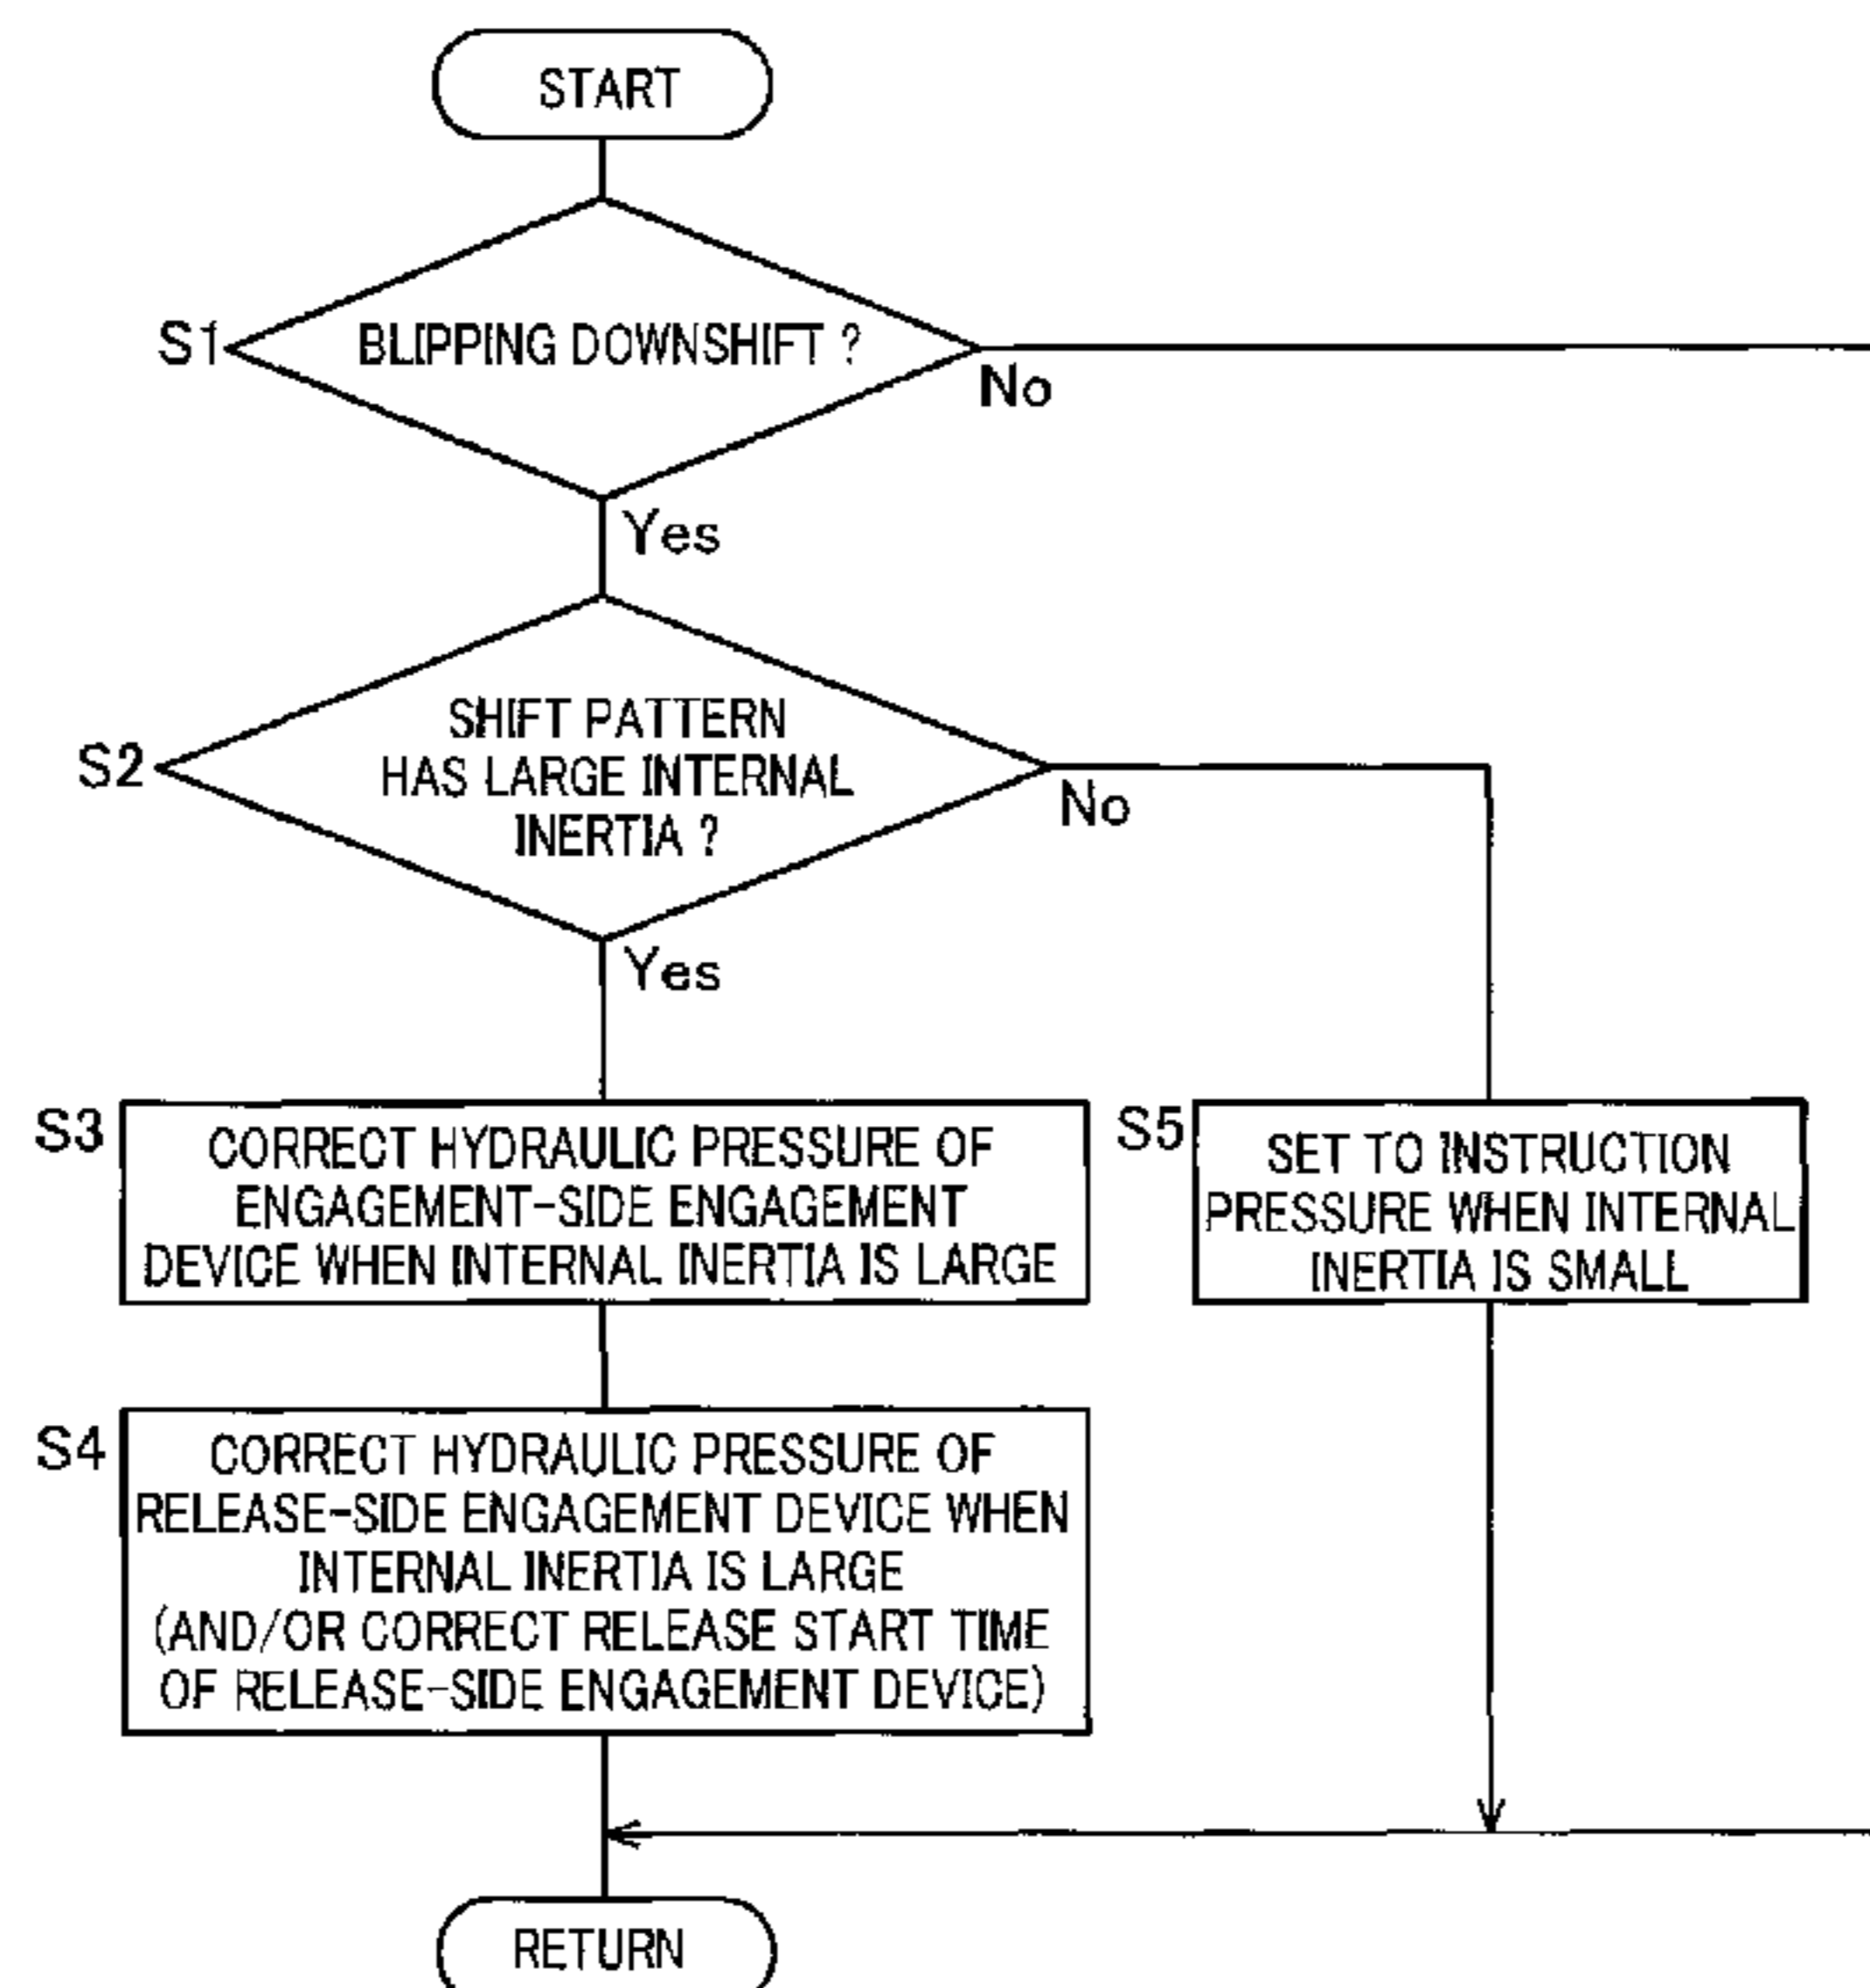 START
S1
BLIPPING DOWNSHIFT ?
No
Yes
S2
SHIFT PATTERN
HAS LARGE INTERNAL
INERTIA ?
No
Yes
S3
CORRECT HYDRAULIC PRESSURE OF
ENGAGEMENT-SIDE ENGAGEMENT
DEVICE WHEN INTERNAL INERTIA IS LARGE
S5
SET TO INSTRUCTION
PRESSURE WHEN INTERNAL
INERTIA IS SMALL
S4
CORRECT HYDRAULIC PRESSURE OF
RELEASE-SIDE ENGAGEMENT DEVICE WHEN
INTERNAL INERTIA IS LARGE
(AND/OR CORRECT RELEASE START TIME
OF RELEASE-SIDE ENGAGEMENT DEVICE)
RETURN